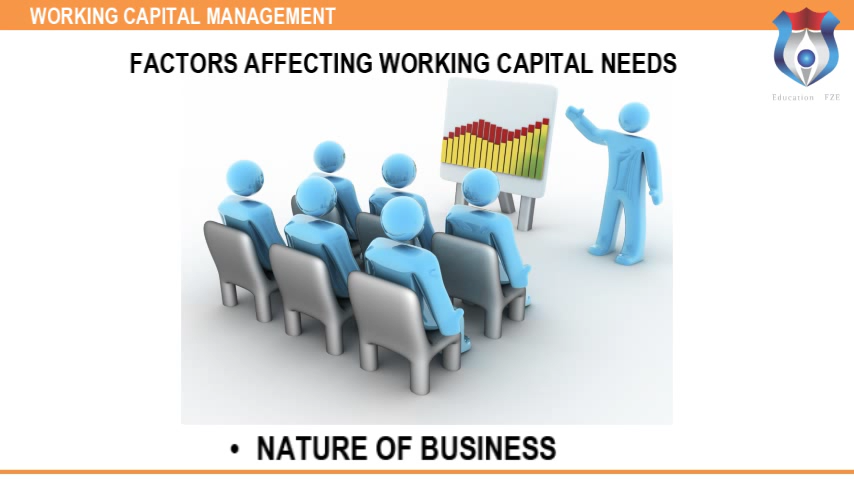 WORKING CAPITAL MANAGEMENT
FACTORS AFFECTING WORKING CAPITAL NEEDS
Education FZE
• NATURE OF BUSINESS